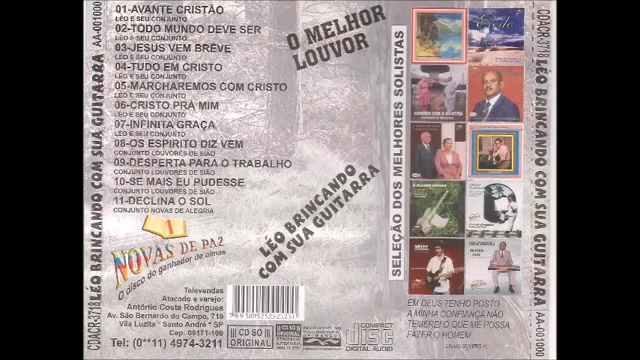 01-AVANTE CRISTÃO
LÉO E SEU CONJUNTO
02-TODO MUNDO DEVE SER
LÉO E SEU CONJUNTO
03-JESUS VEM BREVE
LÉO E SEU CONJUNTO
04-TUDO EM CRISTO
LÉO E SEU CONJUNTO
05-MARCHAREMOS COM CRISTO
LÉO E SEU CONJUNTO
06-CRISTO PRÁ MIM
LÉO E SEU CONJUNTO
07-INFINITA GRAÇA
LÉO E SEU CONJUNTO
08-OS ESPIRITO DIZ VEM
CONJUNTO LOUVORES DE SIÃO
09-DESPERTA PARA O TRABALHO
CONJUNTO LOUVORES DE SIÃO
10-SE MAIS EU PUDESSE
CONJUNTO LOUVORES DE SIÃO
11-DECLINA O SOL
CONJUNTO NOVAS DE ALEGRIA
O MELHOR
LOUVOR
LÉO BRINCANDO
COM SUA GUITARRA
SELEÇÃO DOS MELHORES SOLISTAS
CDACR-3718 LÉO BRINCANDO COM SUA GUITARRA AA-001000
CDACR-3718 LÉO BRINCANDO COM SUA GUITARRA AA-001000
NOVAS DE PAZ
O disco do ganhador de almas
Televendas
Atacado e varejo:
Antônio Costa Rodrigues
Av. São Bernardo do Campo, 719
Vila Luzita * Santo André * SP
Cep. 09171-100
Tel: (0**11) 4974-3211
CD SÓ
ORIGINAL
CD SÓ
ORIGINAL
COMPACT
disc
DIGITAL AUDIO
EM DEUS TENHO POSTO
A MINHA CONFIANÇA NÃO
TEMEREI O QUE ME POSSA
FAZER O HOMEM